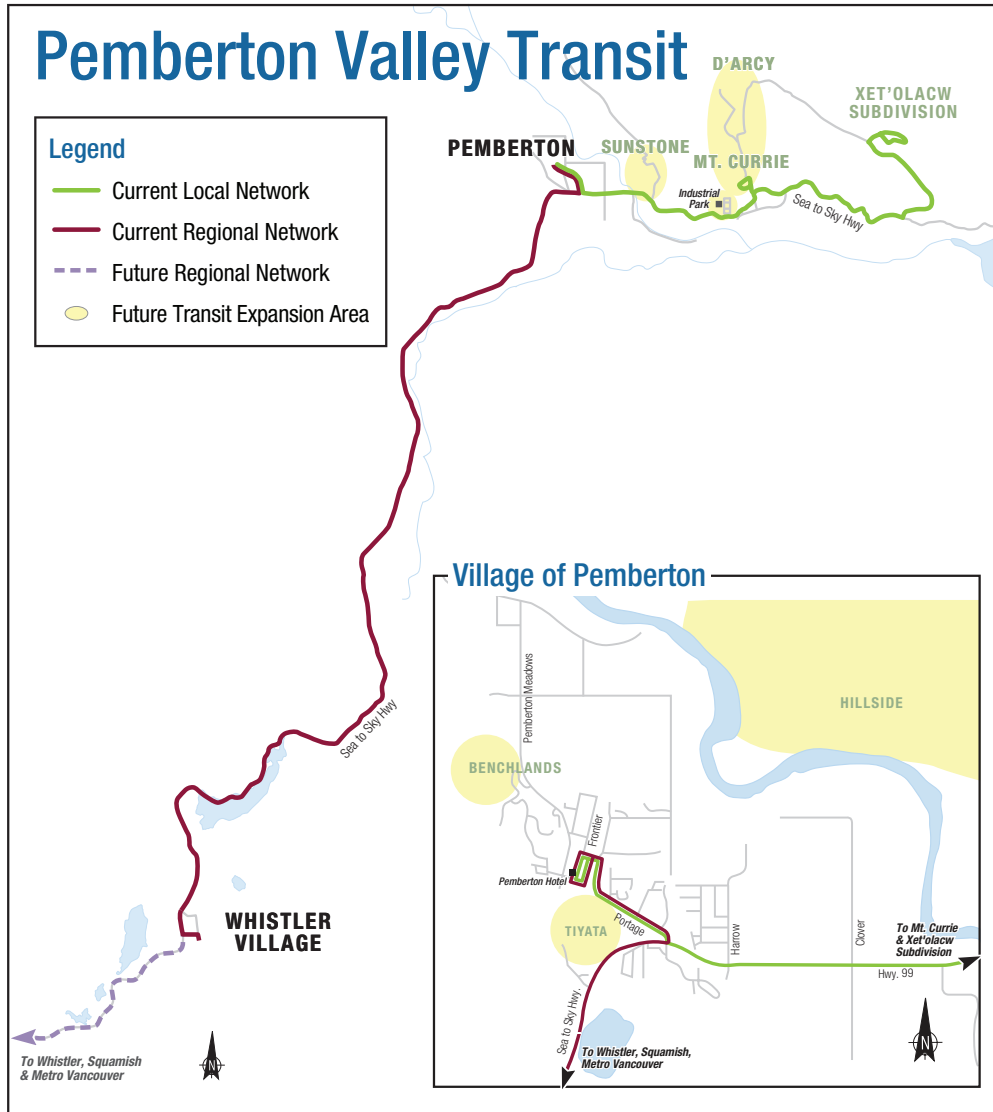 Pemberton Valley Transit
Legend
Current Local Network
Current Regional Network
Future Regional Network
Future Transit Expansion Area
D'ARCY
XET'OLACW
SUBDIVISION
PEMBERTON
SUNSTONE
MT. CURRIE
Industrial
Park
Sea to Sky Hwy
Sea to Sky Hwy
WHISTLER
VILLAGE
To Whistler, Squamish
& Metro Vancouver
N
Village of Pemberton
Pemberton Meadows
HILLSIDE
BENCHLANDS
Frontier
Pemberton Hotel
TIYATA
Portage
Harrow
Clover
To Mt. Currie
& Xet'olacw
Subdivision
Hwy. 99
Sea to Sky Hwy.
To Whistler, Squamish,
Metro Vancouver
N